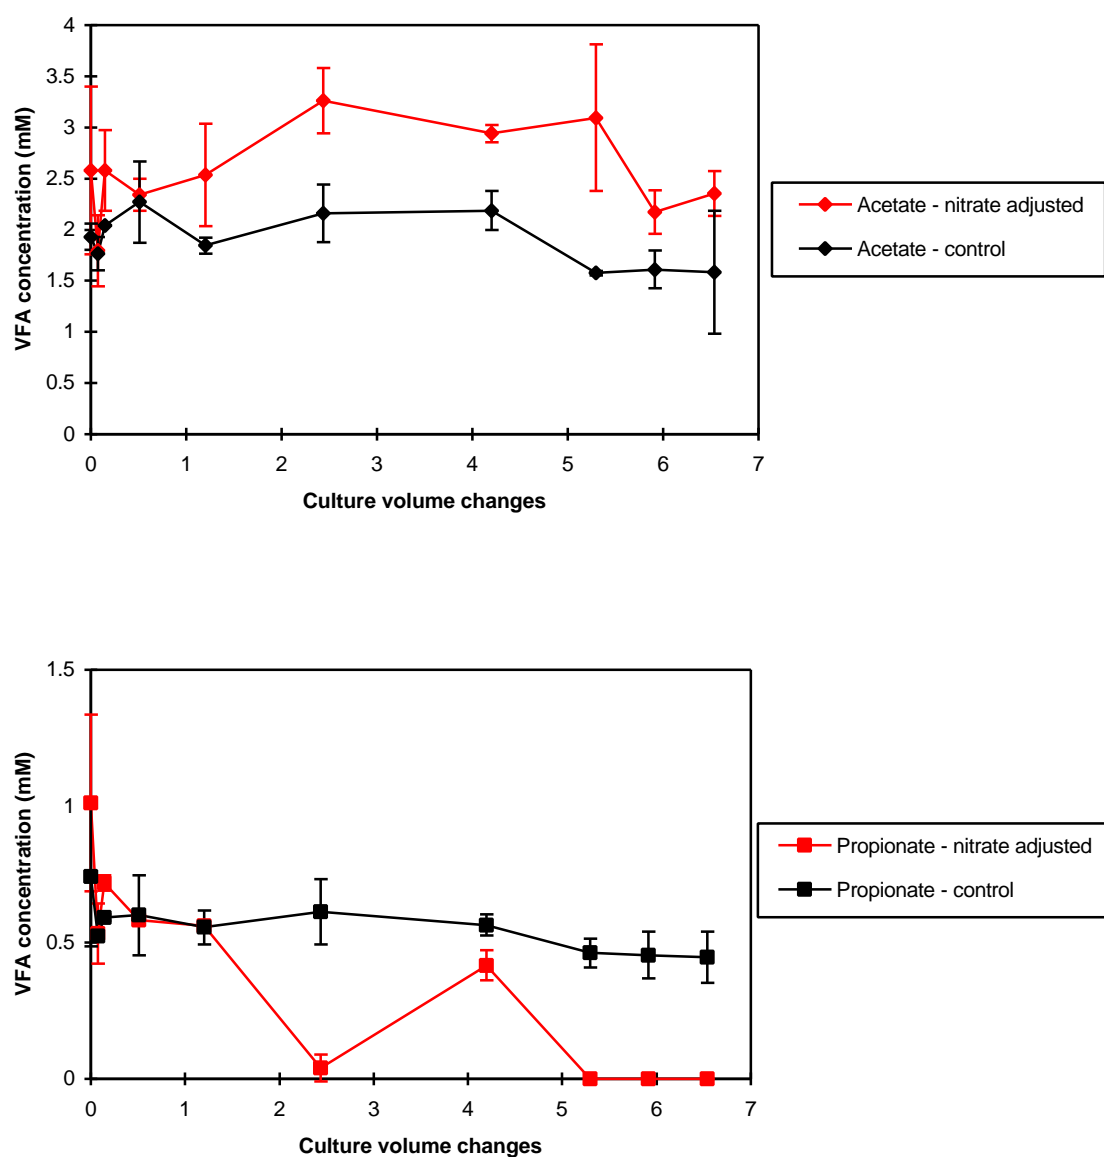 4
3.5
3
2.5
2
1.5
1
0.5
0
VFA concentration (mM)
0 1 2 3 4 5 6 7
Culture volume changes
Acetate - nitrate adjusted
Acetate - control
1.5
1
0.5
0
VFA concentration (mM)
0 1 2 3 4 5 6 7
Culture volume changes
Propionate - nitrate adjusted
Propionate - control